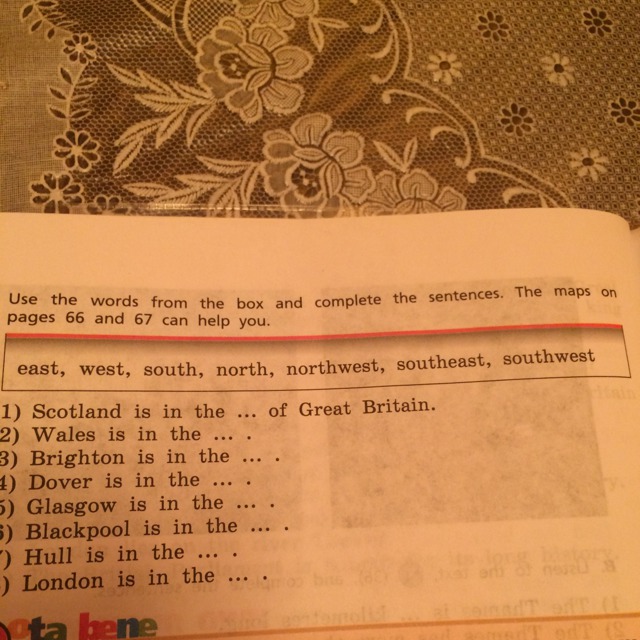 Use the words from the box and complete the sentences. The maps on
pages 66 and 67 can help you.
east, west, south, north, northwest, southeast, southwest
1) Scotland is in the ... of Great Britain.
2) Wales is in the ... .
3) Brighton is in the ... .
4) Dover is in the ... .
5) Glasgow is in the ... .
6) Blackpool is in the ... .
7) Hull is in the ... .
) London is in the ... .
ota bene